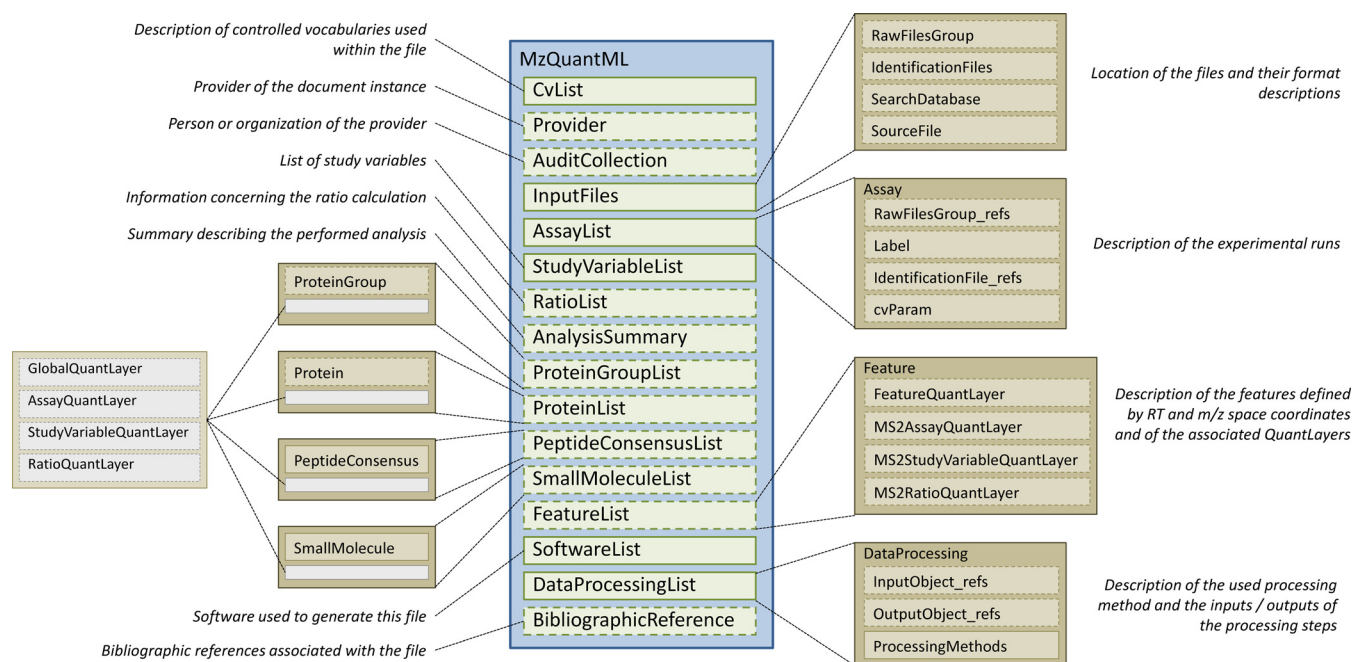 Description of controlled vocabularies used
within the file
Provider of the document instance
Person or organization of the provider
List of study variables
Information concerning the ratio calculation
Summary describing the performed analysis
ProteinGroup
Protein
PeptideConsensus
SmallMolecule
GlobalQuantLayer
AssayQuantLayer
StudyVariableQuantLayer
RatioQuantLayer
Software used to generate this file
Bibliographic references associated with the file
MzQuantML
CvList
Provider
AuditCollection
InputFiles
AssayList
StudyVariableList
RatioList
AnalysisSummary
ProteinGroupList
ProteinList
PeptideConsensusList
SmallMoleculeList
FeatureList
SoftwareList
DataProcessingList
BibliographicReference
RawFilesGroup
IdentificationFiles
SearchDatabase
SourceFile
Location of the files and their format
descriptions
Assay
RawFilesGroup_refs
Label
IdentificationFile_refs
cvParam
Description of the experimental runs
Feature
FeatureQuantLayer
MS2AssayQuantLayer
MS2StudyVariableQuantLayer
MS2RatioQuantLayer
Description of the features defined
by RT and m/z space coordinates
and of the associated QuantLayers
DataProcessing
InputObject_refs
OutputObject_refs
ProcessingMethods
Description of the used processing
method and the inputs / outputs of
the processing steps